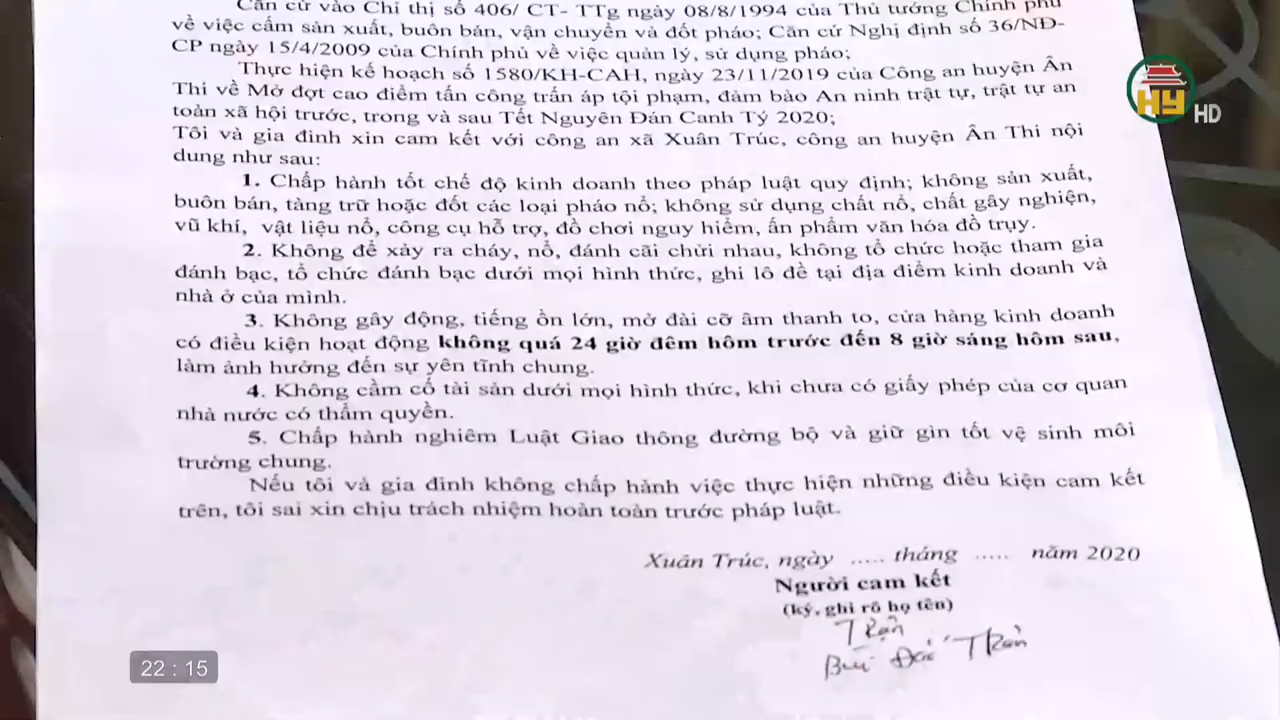 Căn cứ vào Chỉ thị số 406/ CT- TTg ngày 08/8/1994 của Thủ tướng Chính phủ
về việc cấm sản xuất, buôn bán, vận chuyển và đốt pháo; Căn cứ Nghị định số 36/NĐ-
CP ngày 15/4/2009 của Chính phủ về việc quản lý, sử dụng pháo;
Thực hiện kế hoạch số 1580/KH-CAH, ngày 23/11/2019 của Công an huyện Ân
Thi về Mở đợt cao điểm tấn công trấn áp tội phạm, đảm bảo An ninh trật tự, trật tự an
toàn xã hội trước, trong và sau Tết Nguyên Đán Canh Tý 2020;
Tôi và gia đình xin cam kết với công an xã Xuân Trúc, công an huyện Ân Thi nội
dung như sau:
1. Chấp hành tốt chế độ kinh doanh theo pháp luật quy định; không sản xuất,
buôn bán, tàng trữ hoặc đốt các loại pháo nổ; không sử dụng chất nổ, chất gây nghiện,
vũ khí, vật liệu nổ, công cụ hỗ trợ, đồ chơi nguy hiểm, ấn phẩm văn hóa đồ trụy.
2. Không để xảy ra cháy, nổ, đánh cãi chửi nhau, không tổ chức hoặc tham gia
đánh bạc, tổ chức đánh bạc dưới mọi hình thức, ghi lô đề tại địa điểm kinh doanh và
nhà ở của mình.
3. Không gây động, tiếng ồn lớn, mở đài cỡ âm thanh to, cửa hàng kinh doanh
có điều kiện hoạt động không quá 24 giờ đêm hôm trước đến 8 giờ sáng hôm sau,
làm ảnh hưởng đến sự yên tĩnh chung.
4. Không cầm cố tài sản dưới mọi hình thức, khi chưa có giấy phép của cơ quan
nhà nước có thẩm quyền.
5. Chấp hành nghiêm Luật Giao thông đường bộ và giữ gìn tốt vệ sinh môi
trường chung.
Nếu tôi và gia đình không chấp hành việc thực hiện những điều kiện cam kết
trên, tôi sai xin chịu trách nhiệm hoàn toàn trước pháp luật.
Xuân Trúc, ngày ..... tháng ..... năm 2020
Người cam kết
(ký, ghi rõ họ tên)
Bùi
HY HD
22 : 15